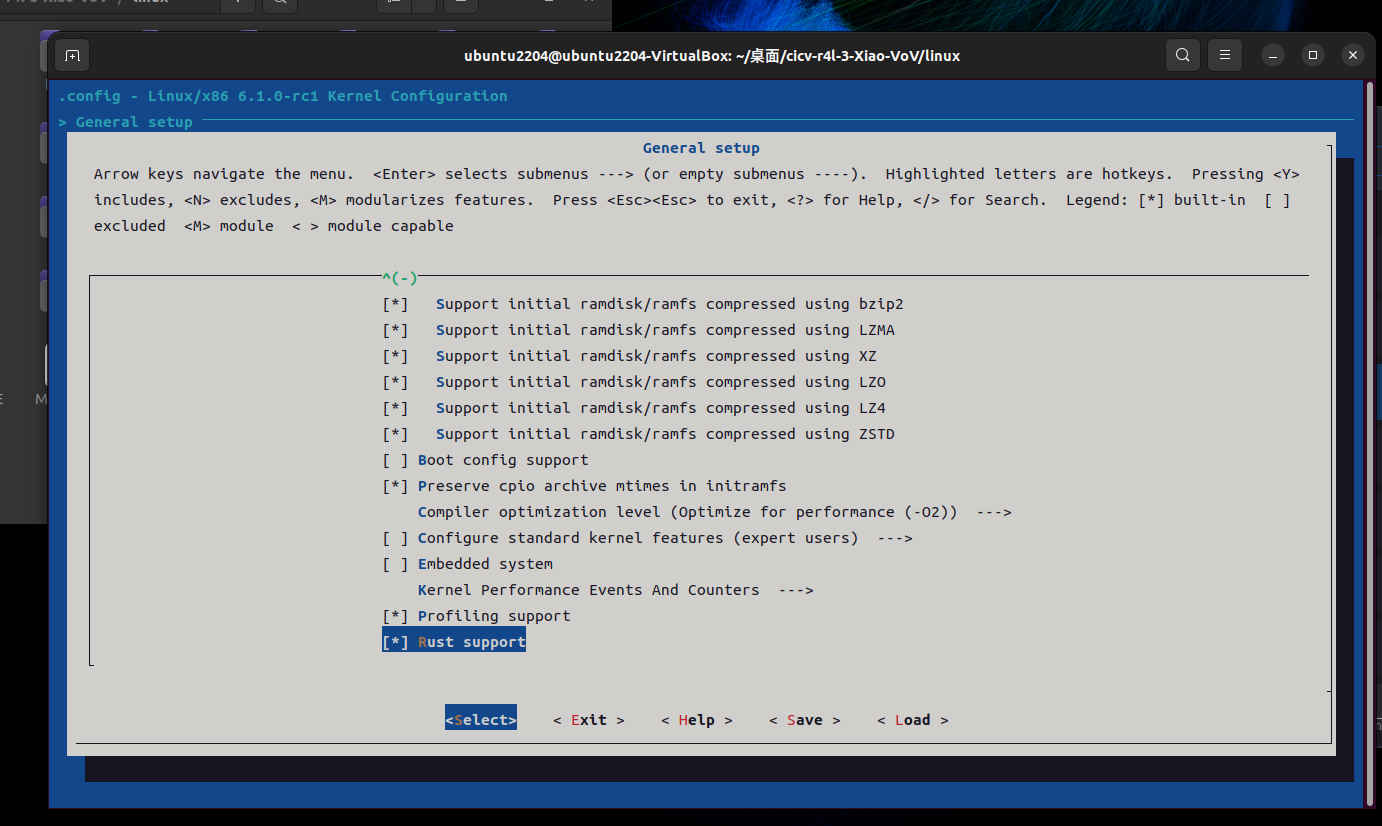 ubuntu2204@ubuntu2204-VirtualBox: ~/桌面/cicv-r4l-3-Xiao-VoV/linux
.config - Linux/x86 6.1.0-rc1 Kernel Configuration
> General setup
General setup
Arrow keys navigate the menu.  <Enter> selects submenus ---> (or empty submenus ----).  Highlighted letters are hotkeys.  Pressing <Y>
includes, <N> excludes, <M> modularizes features.  Press <Esc><Esc> to exit, <?> for Help, </> for Search.  Legend: [*] built-in  [ ]
excluded  <M> module  < > module capable
^(-)
[*]   Support initial ramdisk/ramfs compressed using bzip2
[*]   Support initial ramdisk/ramfs compressed using LZMA
[*]   Support initial ramdisk/ramfs compressed using XZ
[*]   Support initial ramdisk/ramfs compressed using LZO
[*]   Support initial ramdisk/ramfs compressed using LZ4
[*]   Support initial ramdisk/ramfs compressed using ZSTD
[ ] Boot config support
[*] Preserve cpio archive mtimes in initramfs
Compiler optimization level (Optimize for performance (-O2))  --->
[ ] Configure standard kernel features (expert users)  --->
[ ] Embedded system
Kernel Performance Events And Counters  --->
[*] Profiling support
[*] Rust support
<Select>    < Exit >    < Help >    < Save >    < Load >